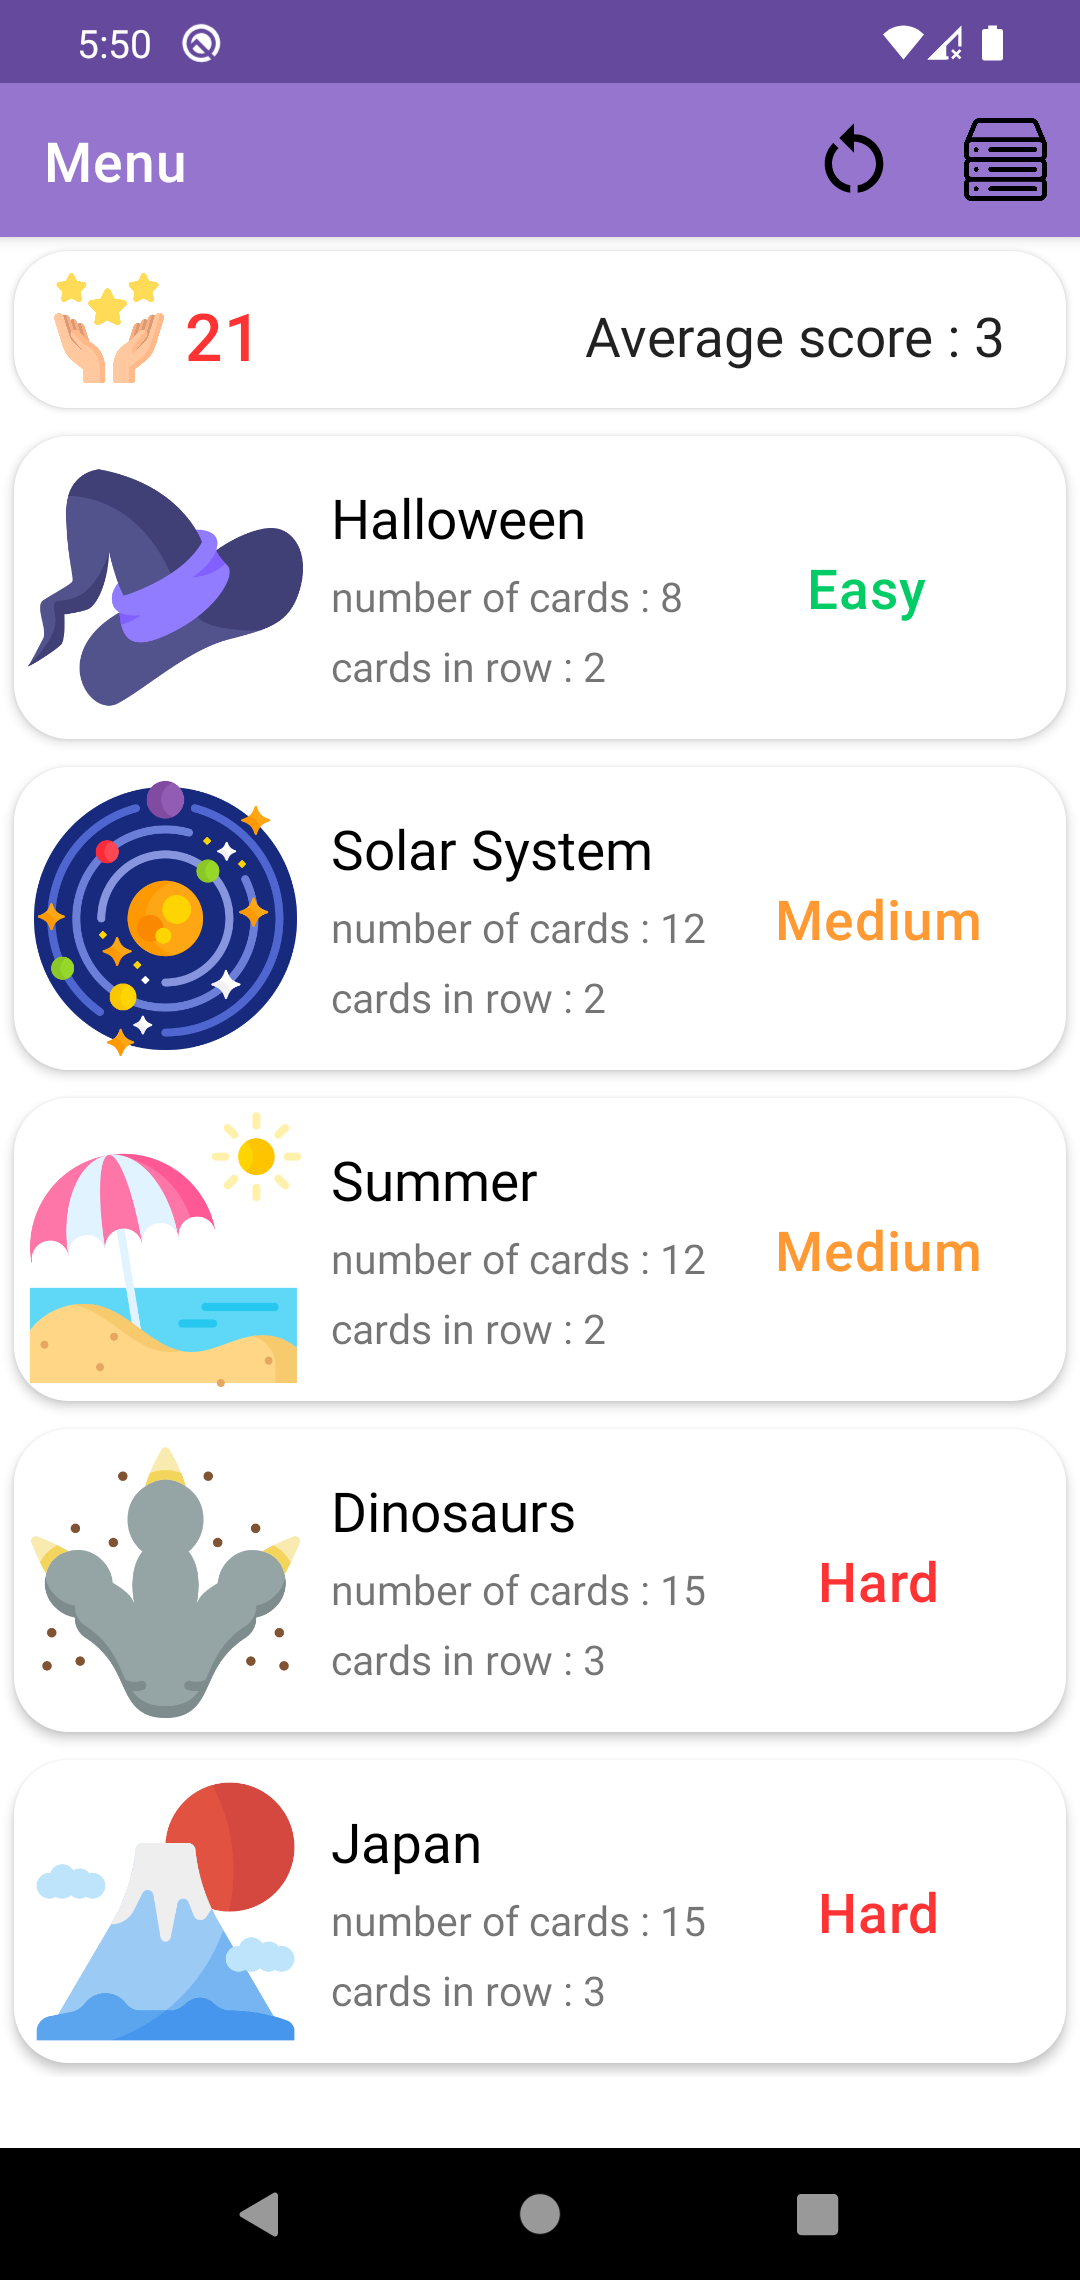 5:50
Menu
21
Average score : 3
Halloween
number of cards : 8
Easy
cards in row : 2
Solar System
number of cards : 12
Medium
cards in row : 2
Summer
number of cards : 12
Medium
cards in row : 2
Dinosaurs
number of cards : 15
Hard
cards in row : 3
Japan
number of cards : 15
Hard
cards in row : 3